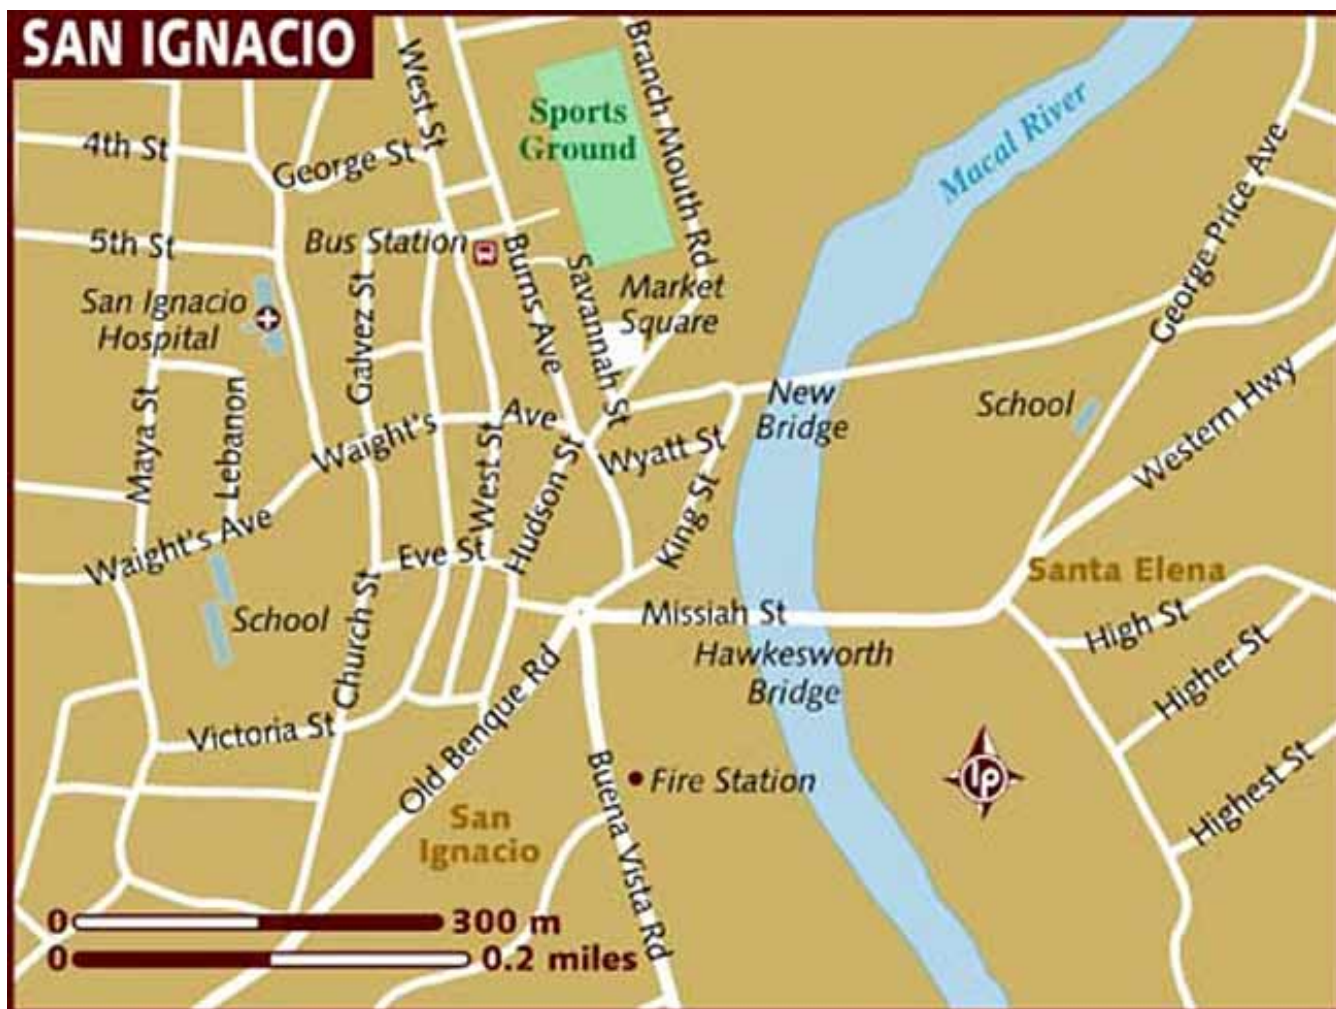 SAN IGNACIO
West St
Branch Mouth Rd
Sports
Ground
Macal River
George Price Ave
4th St
George St
5th St
Bus Station
Burns Ave
Savannah St
Market
Square
San Ignacio
Hospital
Galvez St
Maya St
Lebanon
Waight's
Ave
West St
Hudson St
Wyatt St
King St
New
Bridge
School
Western Hwy
Waight's Ave
Eve St
School
Church St
Missiah St
Hawkesworth
Bridge
Santa Elena
High St
Higher St
Highest St
Victoria St
Old Benque Rd
Buena Vista Rd
Fire Station
San
Ignacio
lp
0 300 m
0 0.2 miles